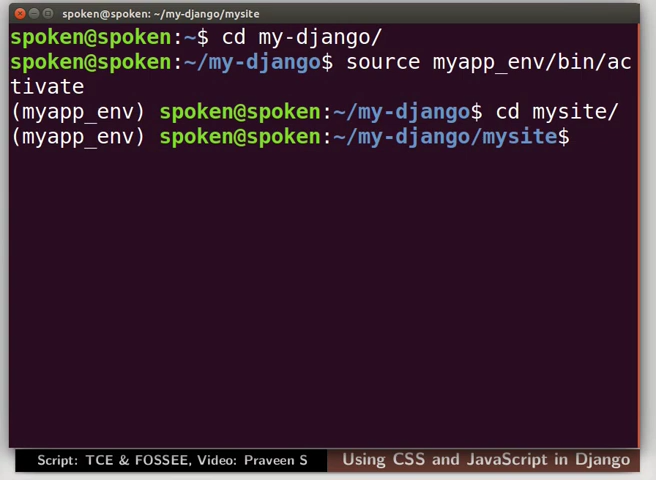 spoken@spoken: ~/my-django/mysite
spoken@spoken:~$ cd my-django/
spoken@spoken:~/my-django$ source myapp_env/bin/ac
tivate
(myapp_env) spoken@spoken:~/my-django$ cd mysite/
(myapp_env) spoken@spoken:~/my-django/mysite$
Script: TCE & FOSSEE, Video: Praveen S
Using CSS and JavaScript in Django